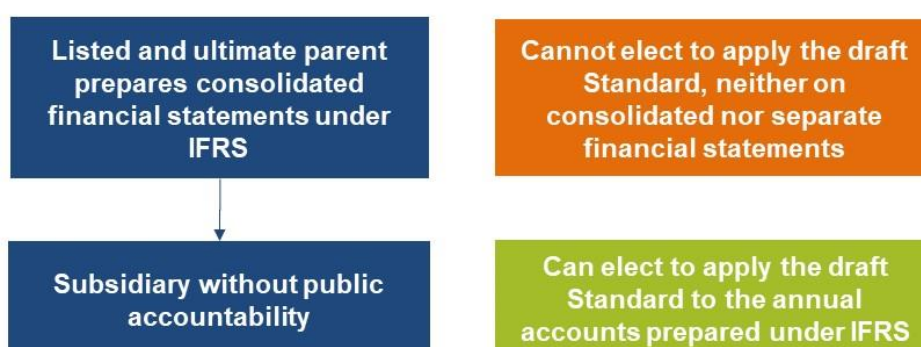 Listed and ultimate parent
prepares consolidated
financial statements under
IFRS
Cannot elect to apply the draft
Standard, neither on
consolidated nor separate
financial statements
Subsidiary without public
accountability
Can elect to apply the draft
Standard to the annual
accounts prepared under IFRS